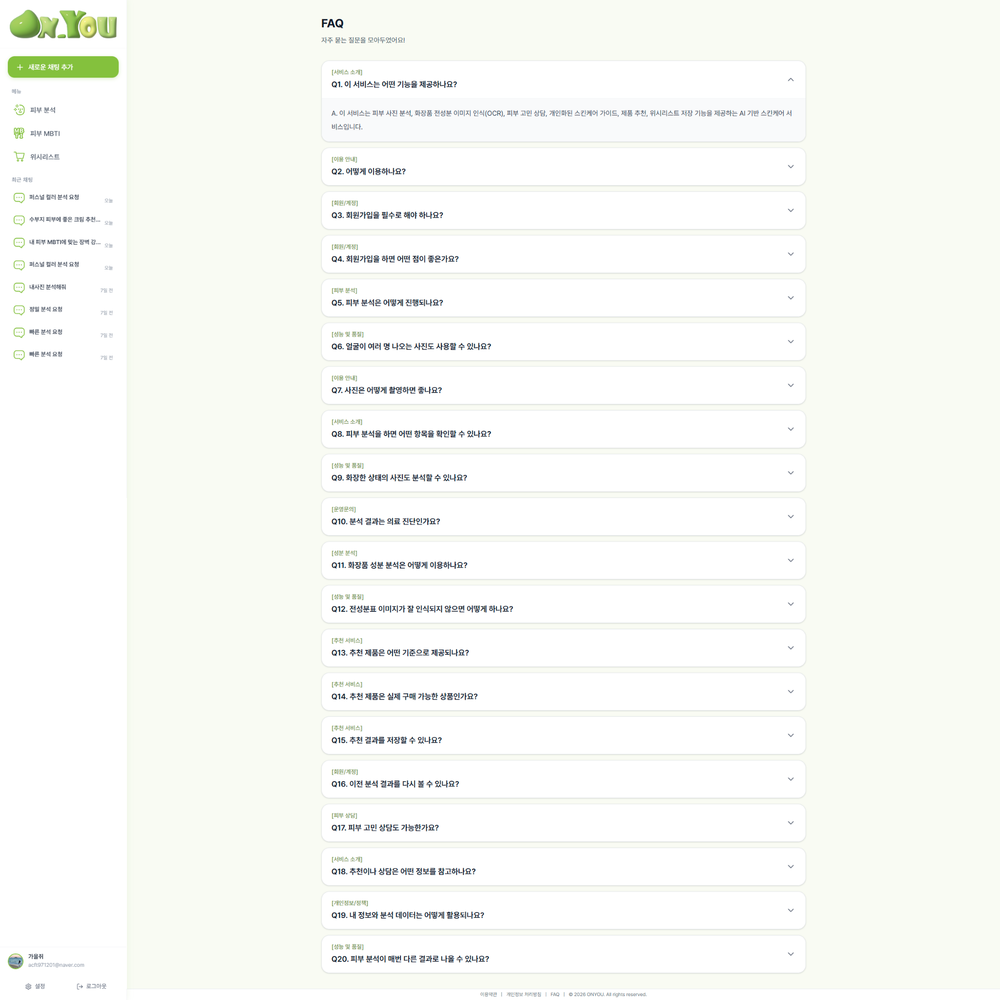 ON_YOU
새로운 채팅 추가
메뉴
피부 분석
MBTI
피부 MBTI
위시리스트
최근 채팅
퍼스널 컬러 분석 요청
오늘
수부지 피부에 좋은 크림 추천...
오늘
내 피부 MBTI에 맞는 장벽 강...
오늘
퍼스널 컬러 분석 요청
오늘
내사진 분석해줘
7일 전
정밀 분석 요청
7일 전
빠른 분석 요청
7일 전
빠른 분석 요청
7일 전
가을쥐
acft971201@naver.com
설정
로그아웃
FAQ
자주 묻는 질문을 모아두었어요!
[서비스 소개]
Q1. 이 서비스는 어떤 기능을 제공하나요?
A. 이 서비스는 피부 사진 분석, 화장품 전성분 이미지 인식(OCR), 피부 고민 상담, 개인화된 스킨케어 가이드, 제품 추천, 위시리스트 저장 기능을 제공하는 AI 기반 스킨케어 서
비스입니다.
[이용 안내]
Q2. 어떻게 이용하나요?
[회원/계정]
Q3. 회원가입을 필수로 해야 하나요?
[회원/계정]
Q4. 회원가입을 하면 어떤 점이 좋은가요?
[피부 분석]
Q5. 피부 분석은 어떻게 진행되나요?
[성능 및 품질]
Q6. 얼굴이 여러 명 나오는 사진도 사용할 수 있나요?
[이용 안내]
Q7. 사진은 어떻게 촬영하면 좋나요?
[서비스 소개]
Q8. 피부 분석을 하면 어떤 항목을 확인할 수 있나요?
[성능 및 품질]
Q9. 화장한 상태의 사진도 분석할 수 있나요?
[운영문의]
Q10. 분석 결과는 의료 진단인가요?
[성분 분석]
Q11. 화장품 성분 분석은 어떻게 이용하나요?
[성능 및 품질]
Q12. 전성분표 이미지가 잘 인식되지 않으면 어떻게 하나요?
[추천 서비스]
Q13. 추천 제품은 어떤 기준으로 제공되나요?
[추천 서비스]
Q14. 추천 제품은 실제 구매 가능한 상품인가요?
[추천 서비스]
Q15. 추천 결과를 저장할 수 있나요?
[회원/계정]
Q16. 이전 분석 결과를 다시 볼 수 있나요?
[피부 상담]
Q17. 피부 고민 상담도 가능한가요?
[서비스 소개]
Q18. 추천이나 상담은 어떤 정보를 참고하나요?
[개인정보/정책]
Q19. 내 정보와 분석 데이터는 어떻게 활용되나요?
[성능 및 품질]
Q20. 피부 분석이 매번 다른 결과로 나올 수 있나요?
이용약관 | 개인정보 처리방침 | FAQ | © 2026 ONYOU. All rights reserved.